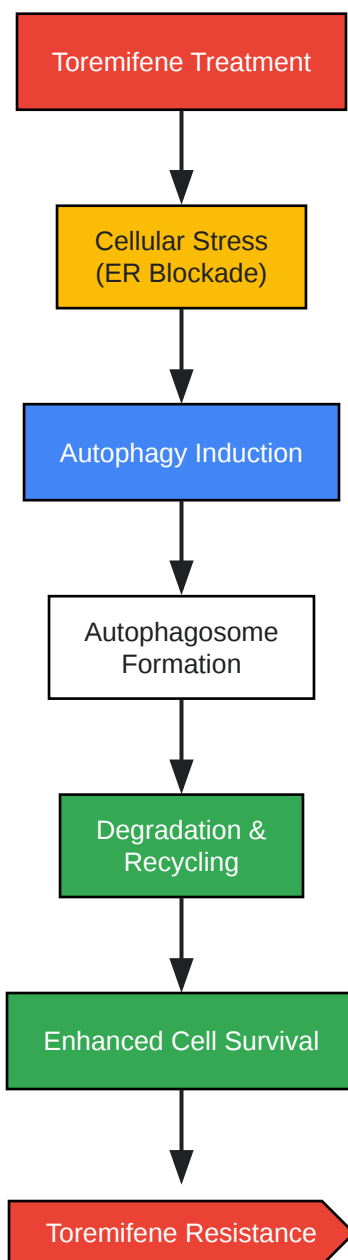 Toremifene Treatment
Cellular Stress
(ER Blockade)
Autophagy Induction
Autophagosome
Formation
Degradation &
Recycling
Enhanced Cell Survival
Toremifene Resistance